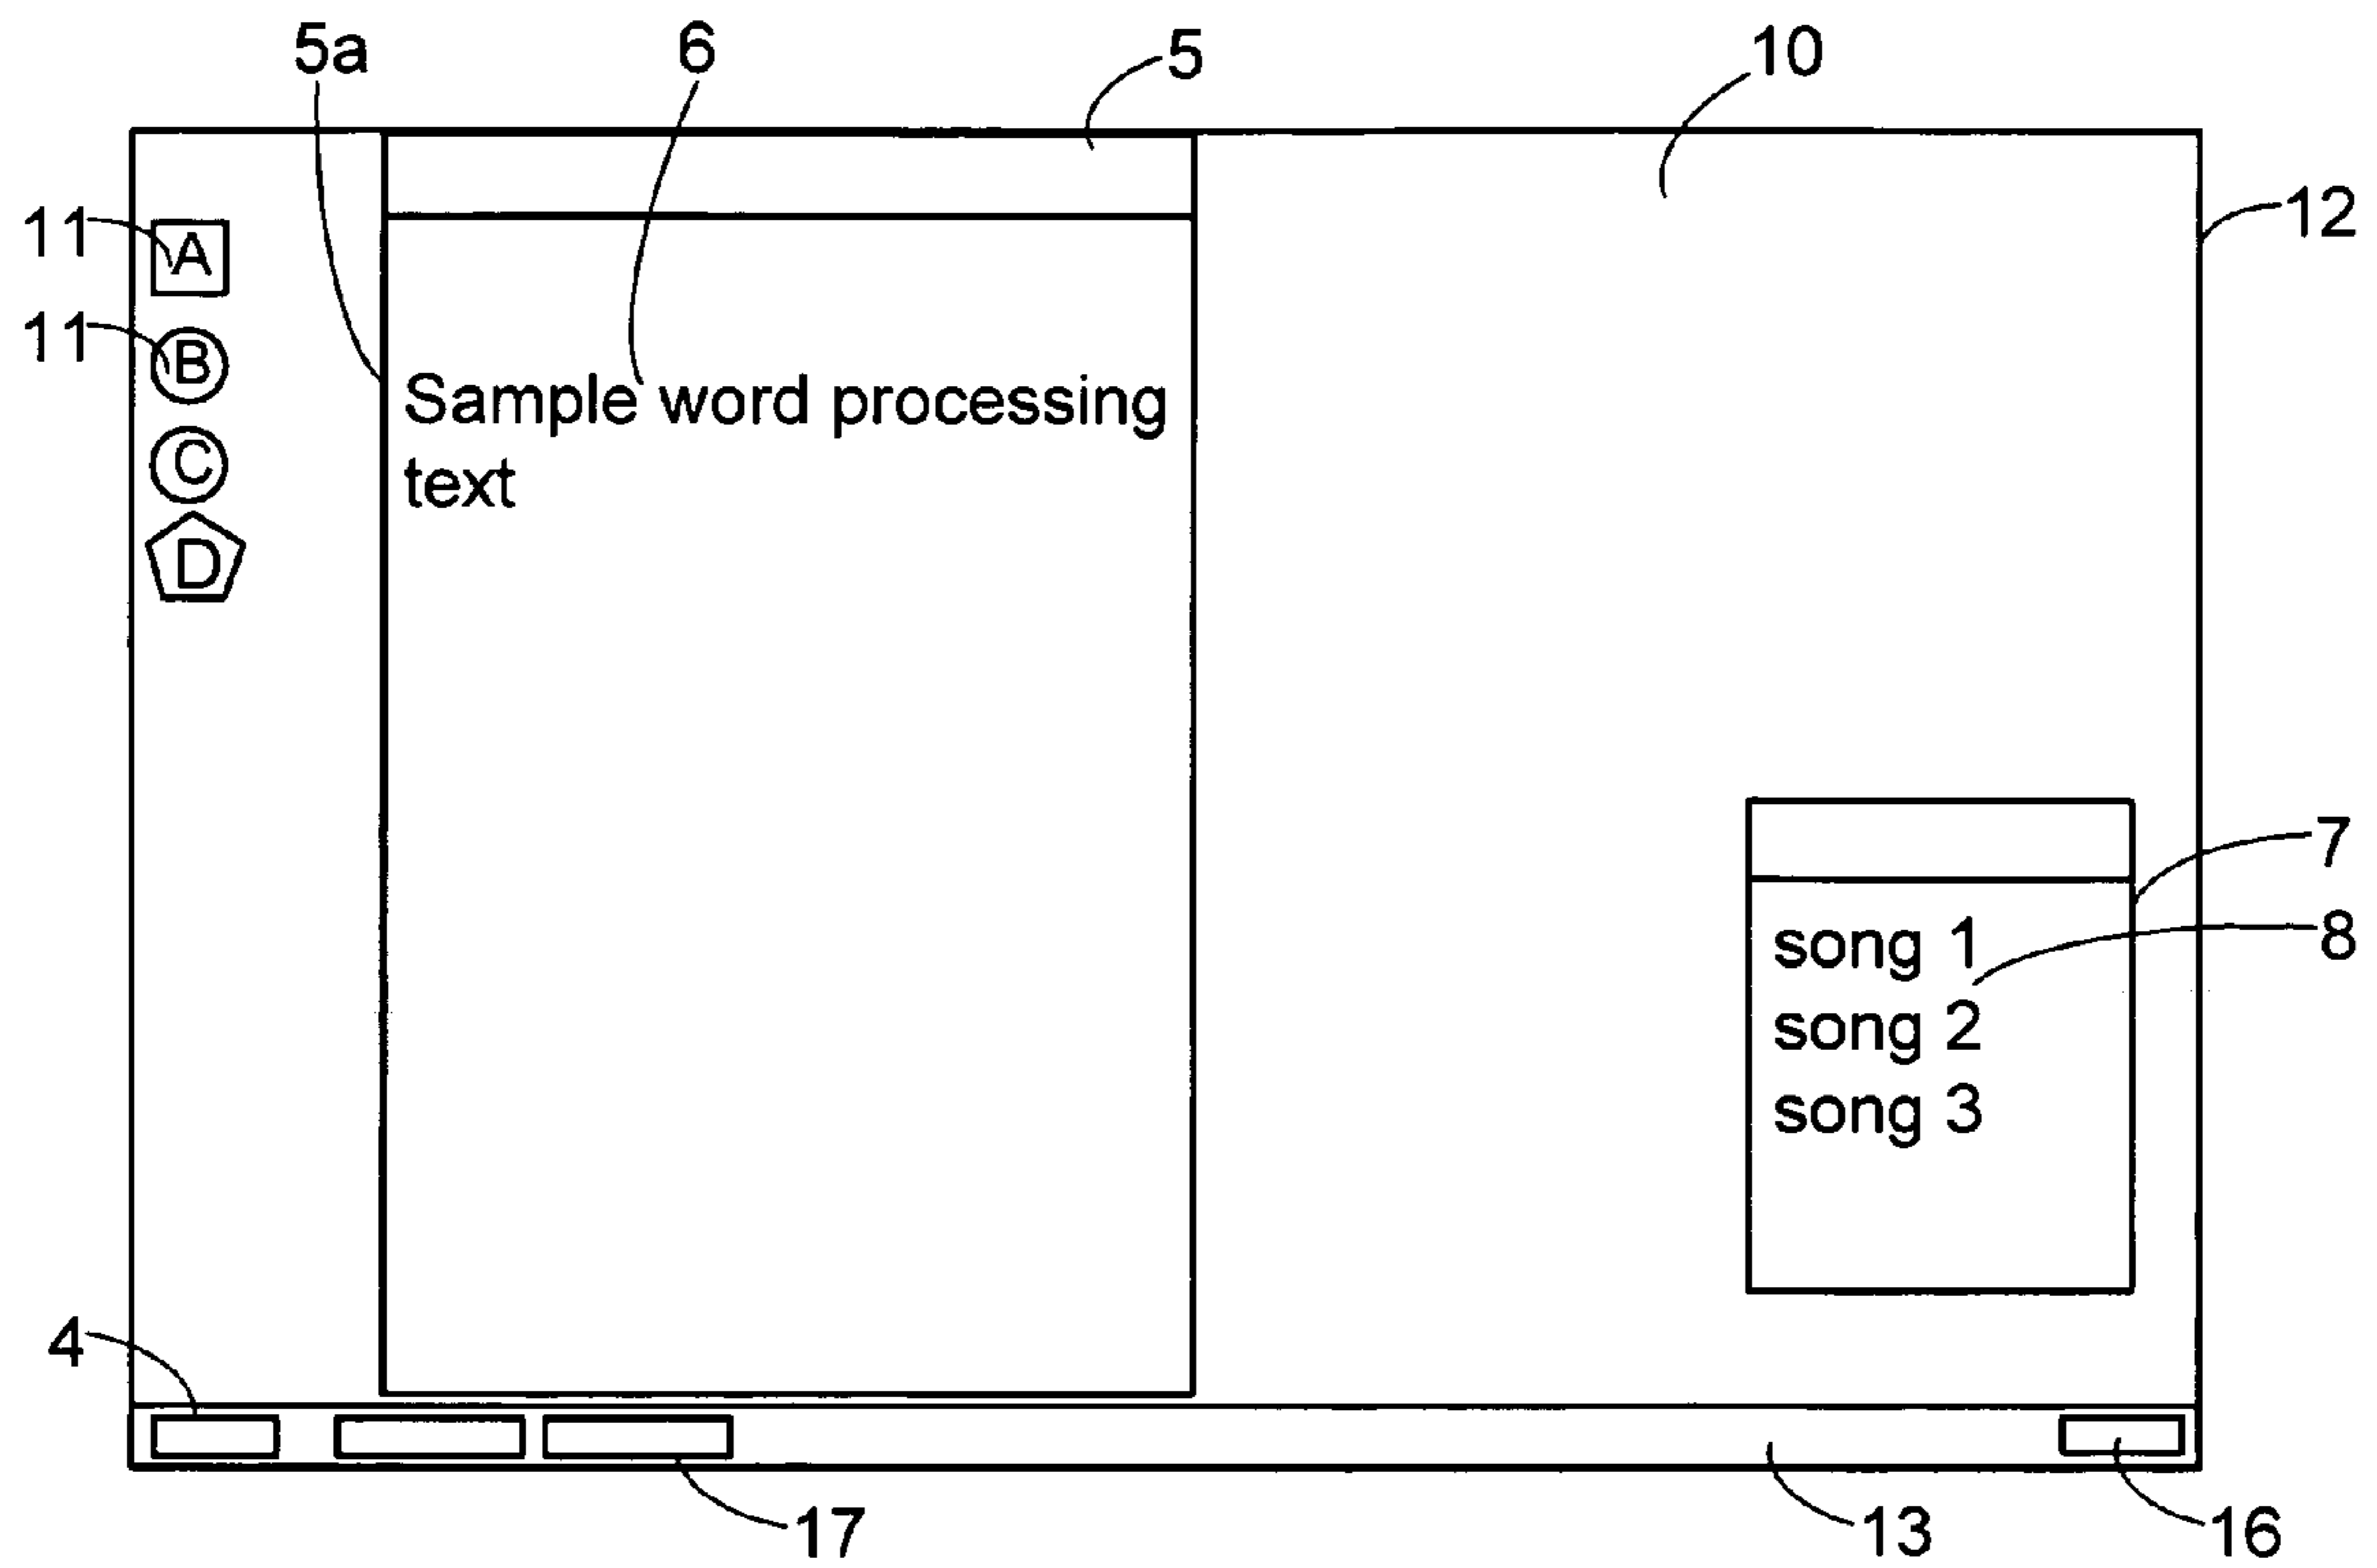 5a
6
5
10
12
11
A
11
B
C
D
Sample word processing
text
7
8
song 1
song 2
song 3
4
17
13
16